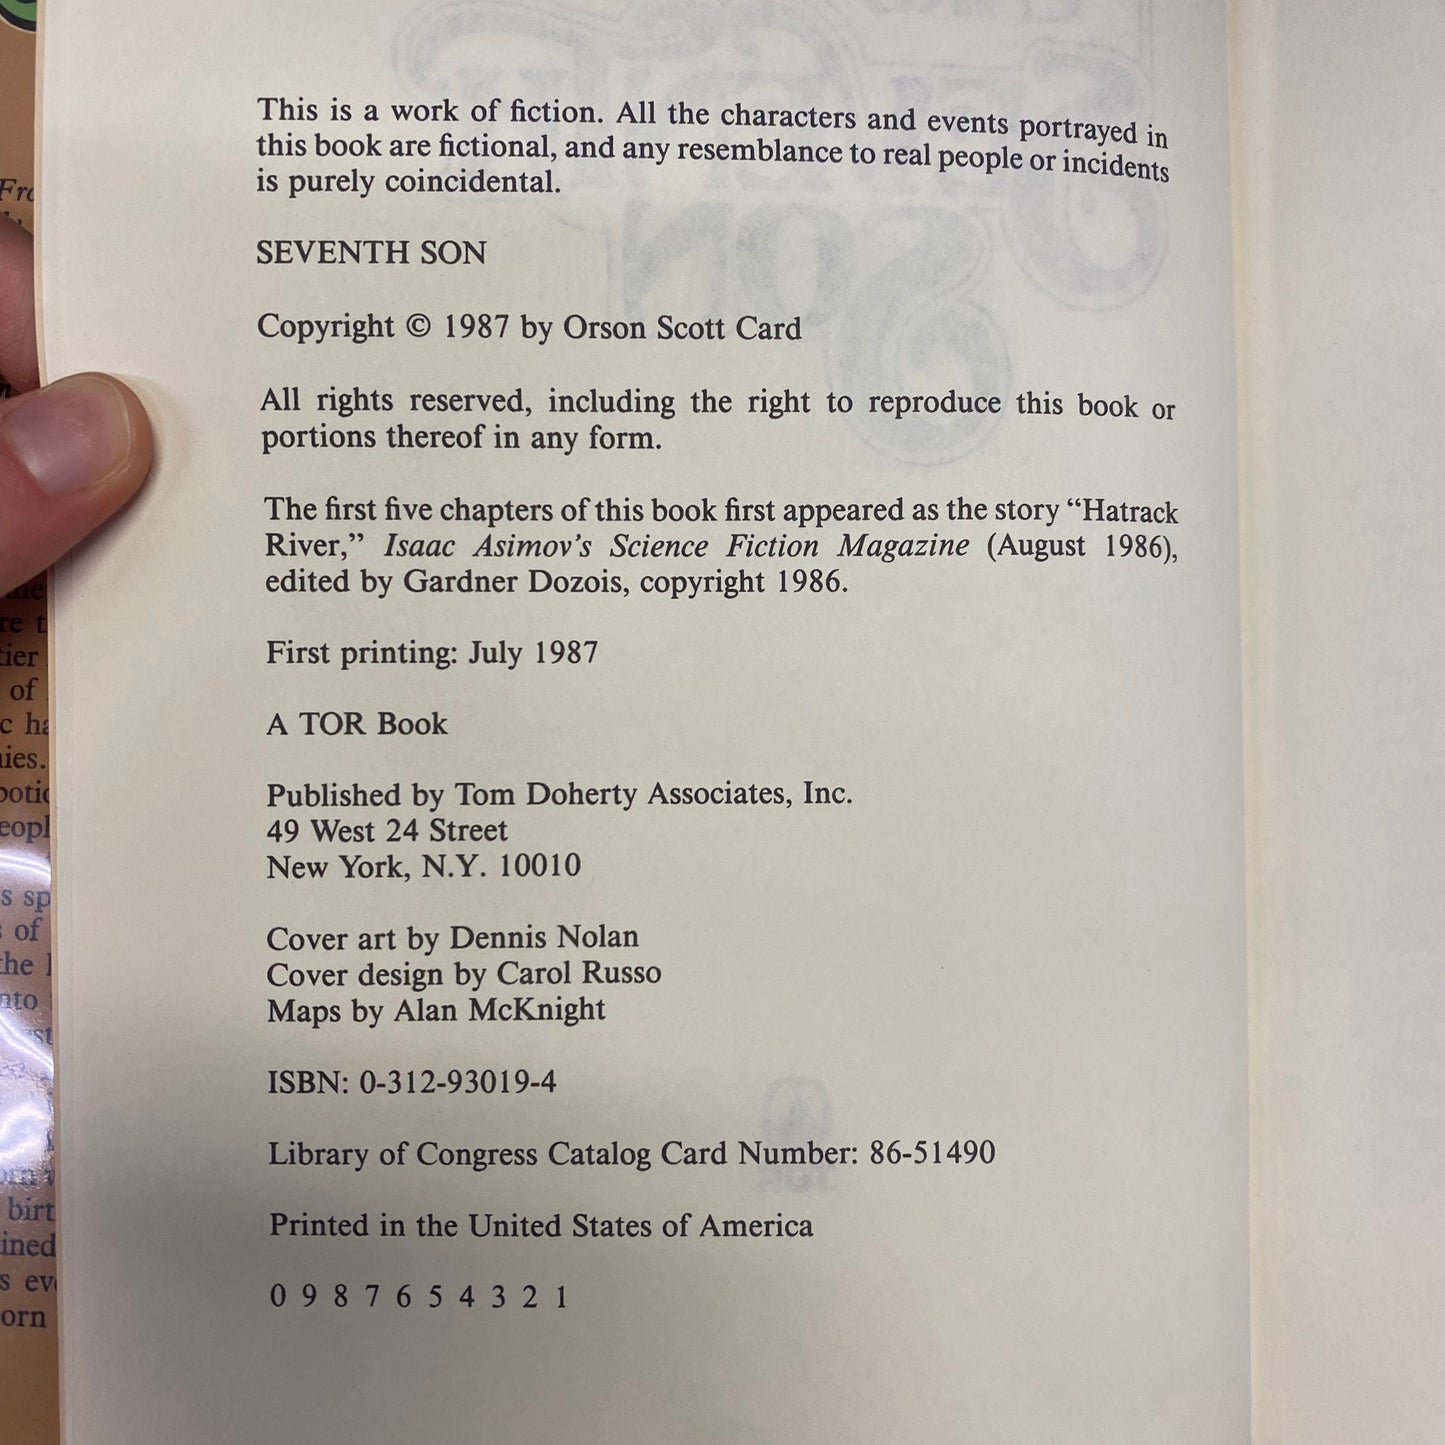 This is a work of fiction. All the characters and events portrayed in
this book are fictional, and any resemblance to real people or incidents
is purely coincidental.
SEVENTH SON
Copyright © 1987 by Orson Scott Card
All rights reserved, including the right to reproduce this book or
portions thereof in any form.
The first five chapters of this book first appeared as the story “Hatrack
River,” Isaac Asimov's Science Fiction Magazine (August 1986),
edited by Gardner Dozois, copyright 1986.
First printing: July 1987
A TOR Book
Published by Tom Doherty Associates, Inc.
49 West 24 Street
New York, N.Y. 10010
Cover art by Dennis Nolan
Cover design by Carol Russo
Maps by Alan McKnight
ISBN: 0-312-93019-4
Library of Congress Catalog Card Number: 86-51490
Printed in the United States of America
0 9 8 7 6 5 4 3 2 1
of
of